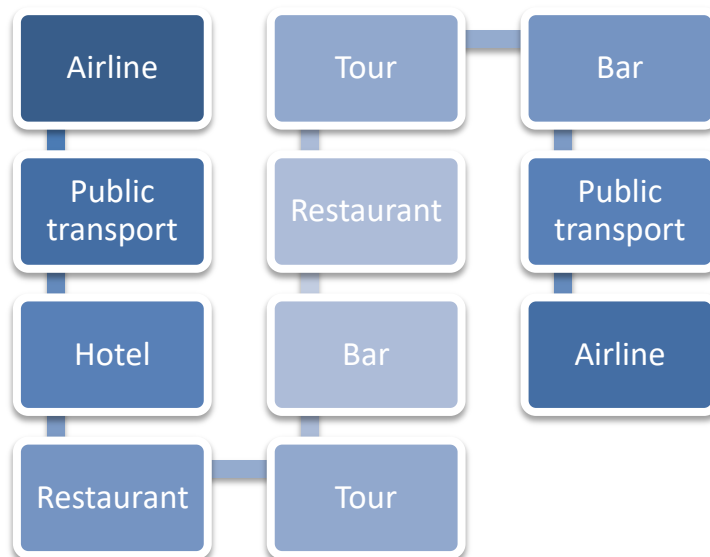 Airline
Public
transport
Hotel
Restaurant
Tour
Bar
Restaurant
Tour
Bar
Public
transport
Airline